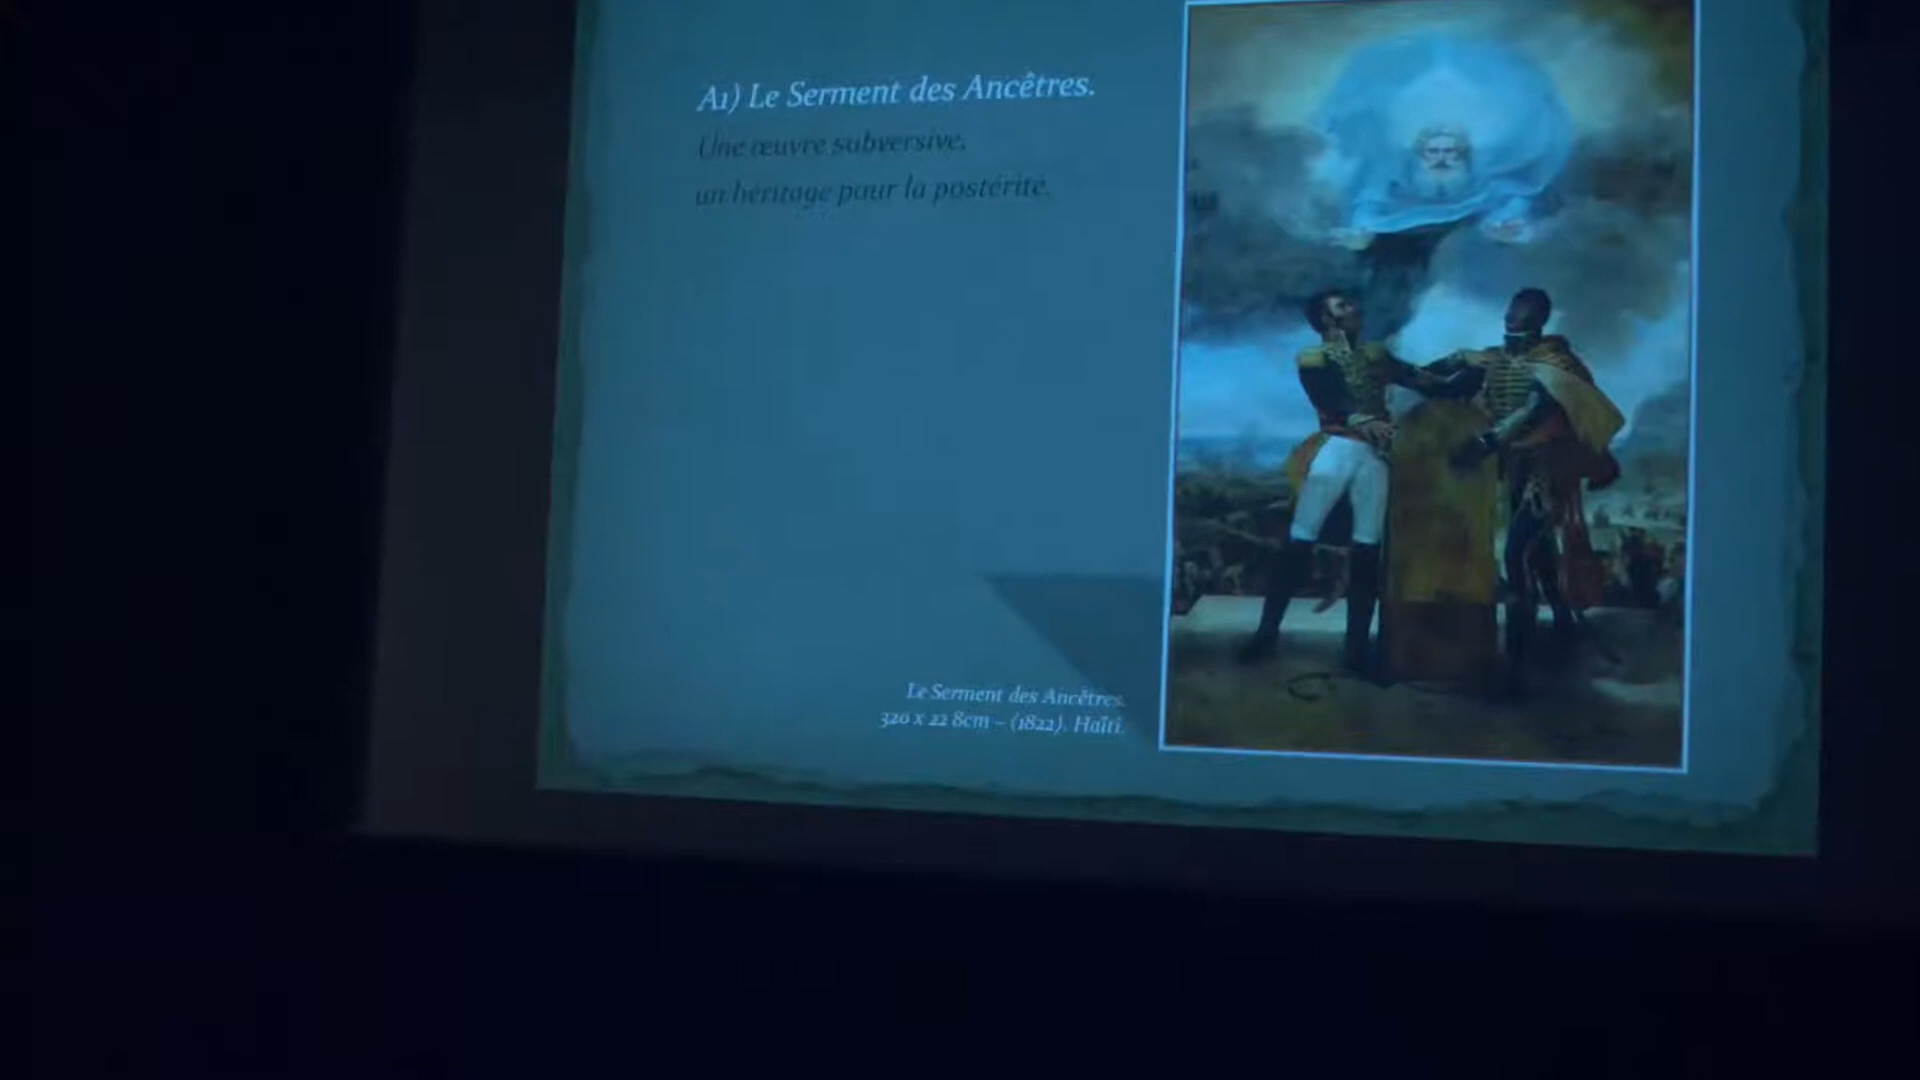 A1) Le Serment des Ancêtres.
Une œuvre subversive,
un héritage pour la postérité.
Le Serment des Ancêtres.
320 x 22 8cm – (1822). Haïti.